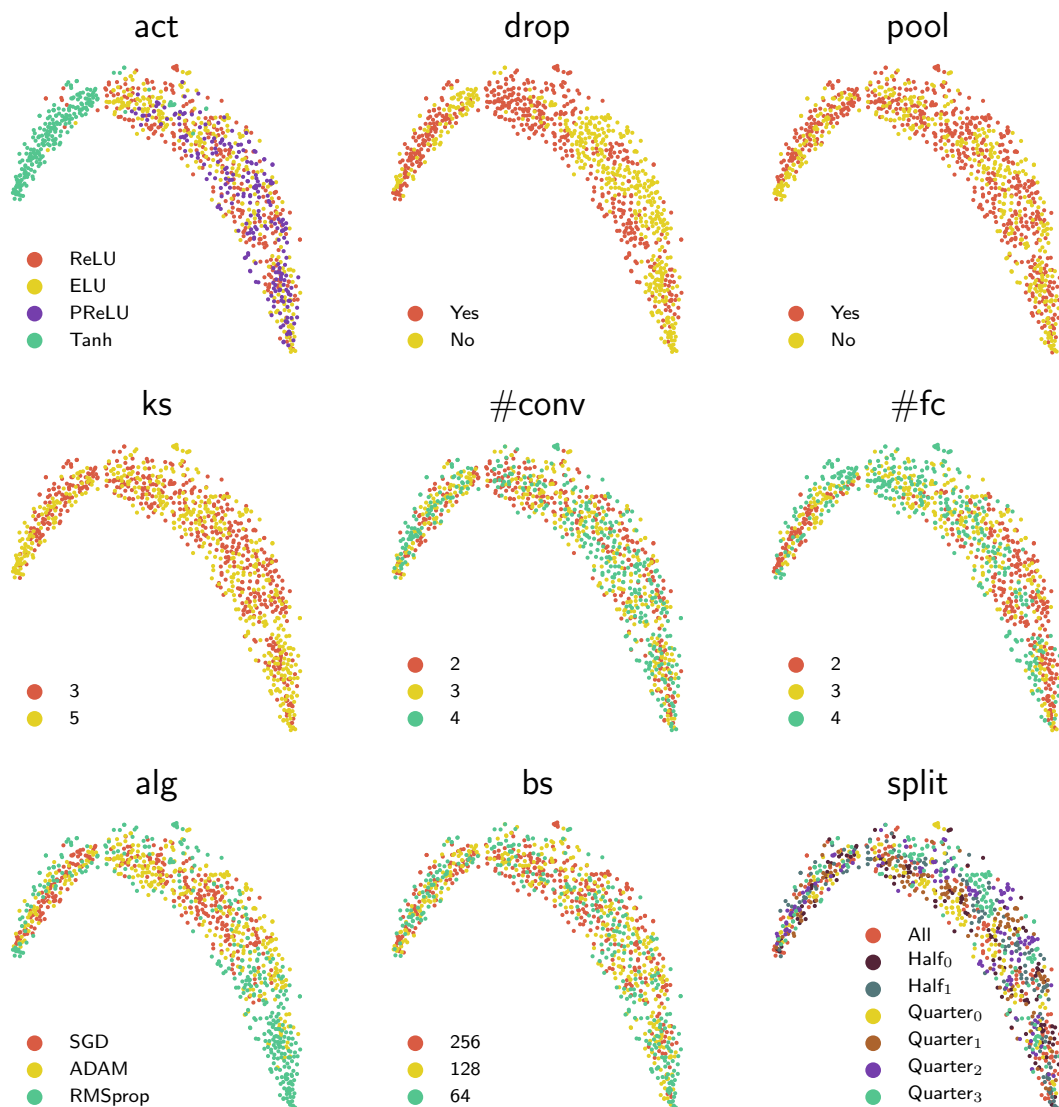 act
drop
pool
ReLU
ELU
PReLU
Tanh
Yes
No
Yes
No
ks
#conv
#fc
3
5
2
3
4
2
3
4
alg
bs
split
SGD
ADAM
RMSprop
256
128
64
All
Half₀
Half₁
Quarter₀
Quarter₁
Quarter₂
Quarter₃